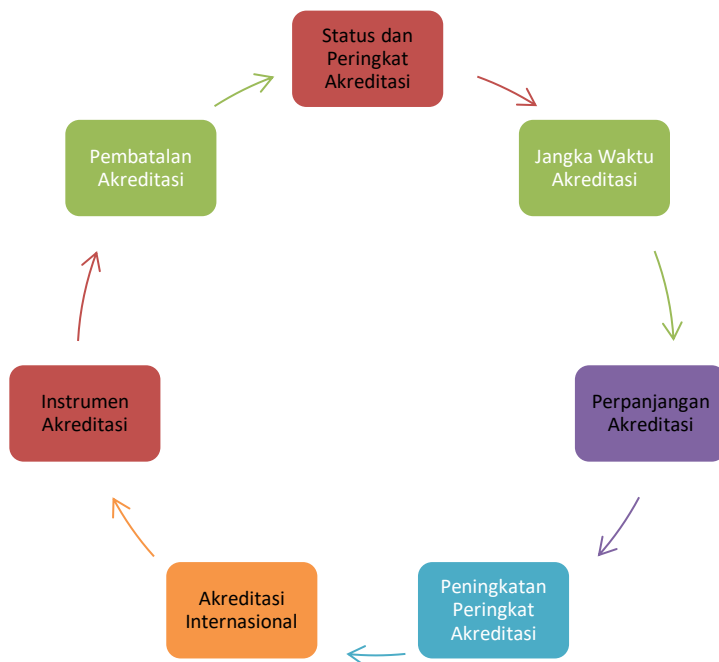 Status dan
Peringkat
Akreditasi
Jangka Waktu
Akreditasi
Perpanjangan
Akreditasi
Peningkatan
Peringkat
Akreditasi
Akreditasi
Internasional
Instrumen
Akreditasi
Pembatalan
Akreditasi